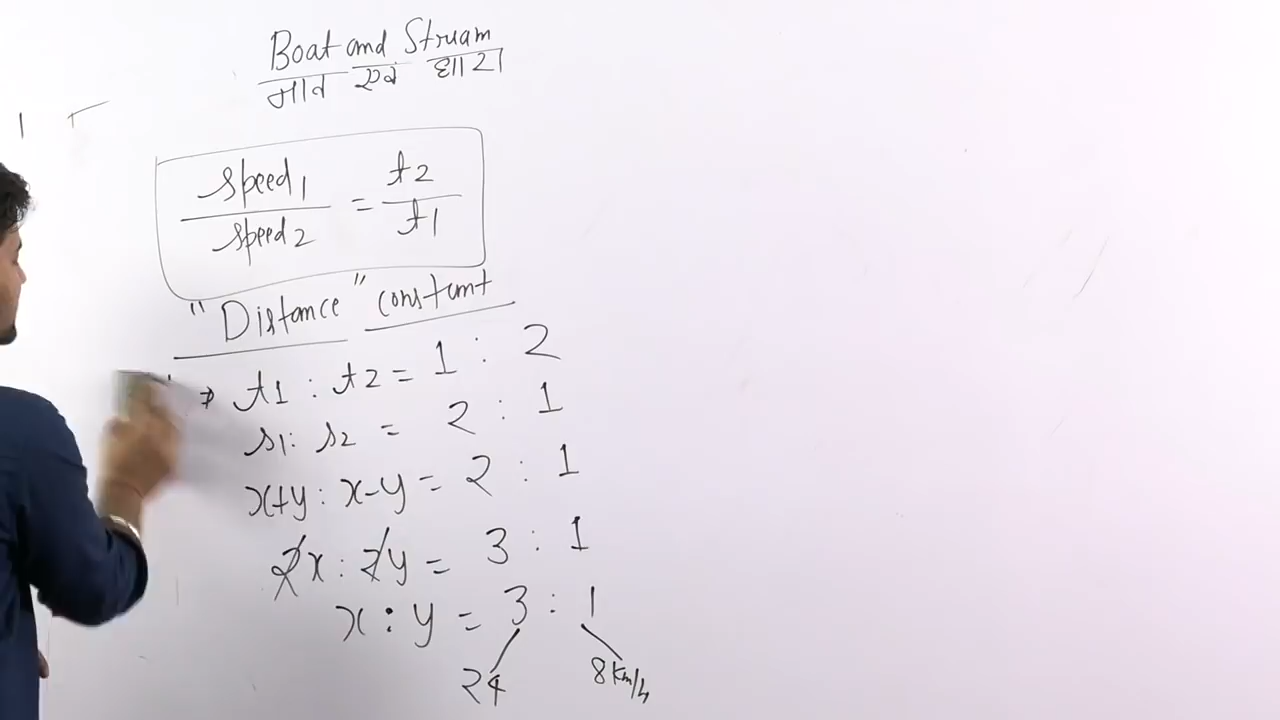 Boat and Stream
नाव एवं धारा
speed1 / speed2 = t2 / t1
"Distance" constant
⇒ t1 : t2 = 1 : 2
s1 : s2 = 2 : 1
x+y : x-y = 2 : 1
2x : 2y = 3 : 1
x : y = 3 : 1
24 8 Km/h